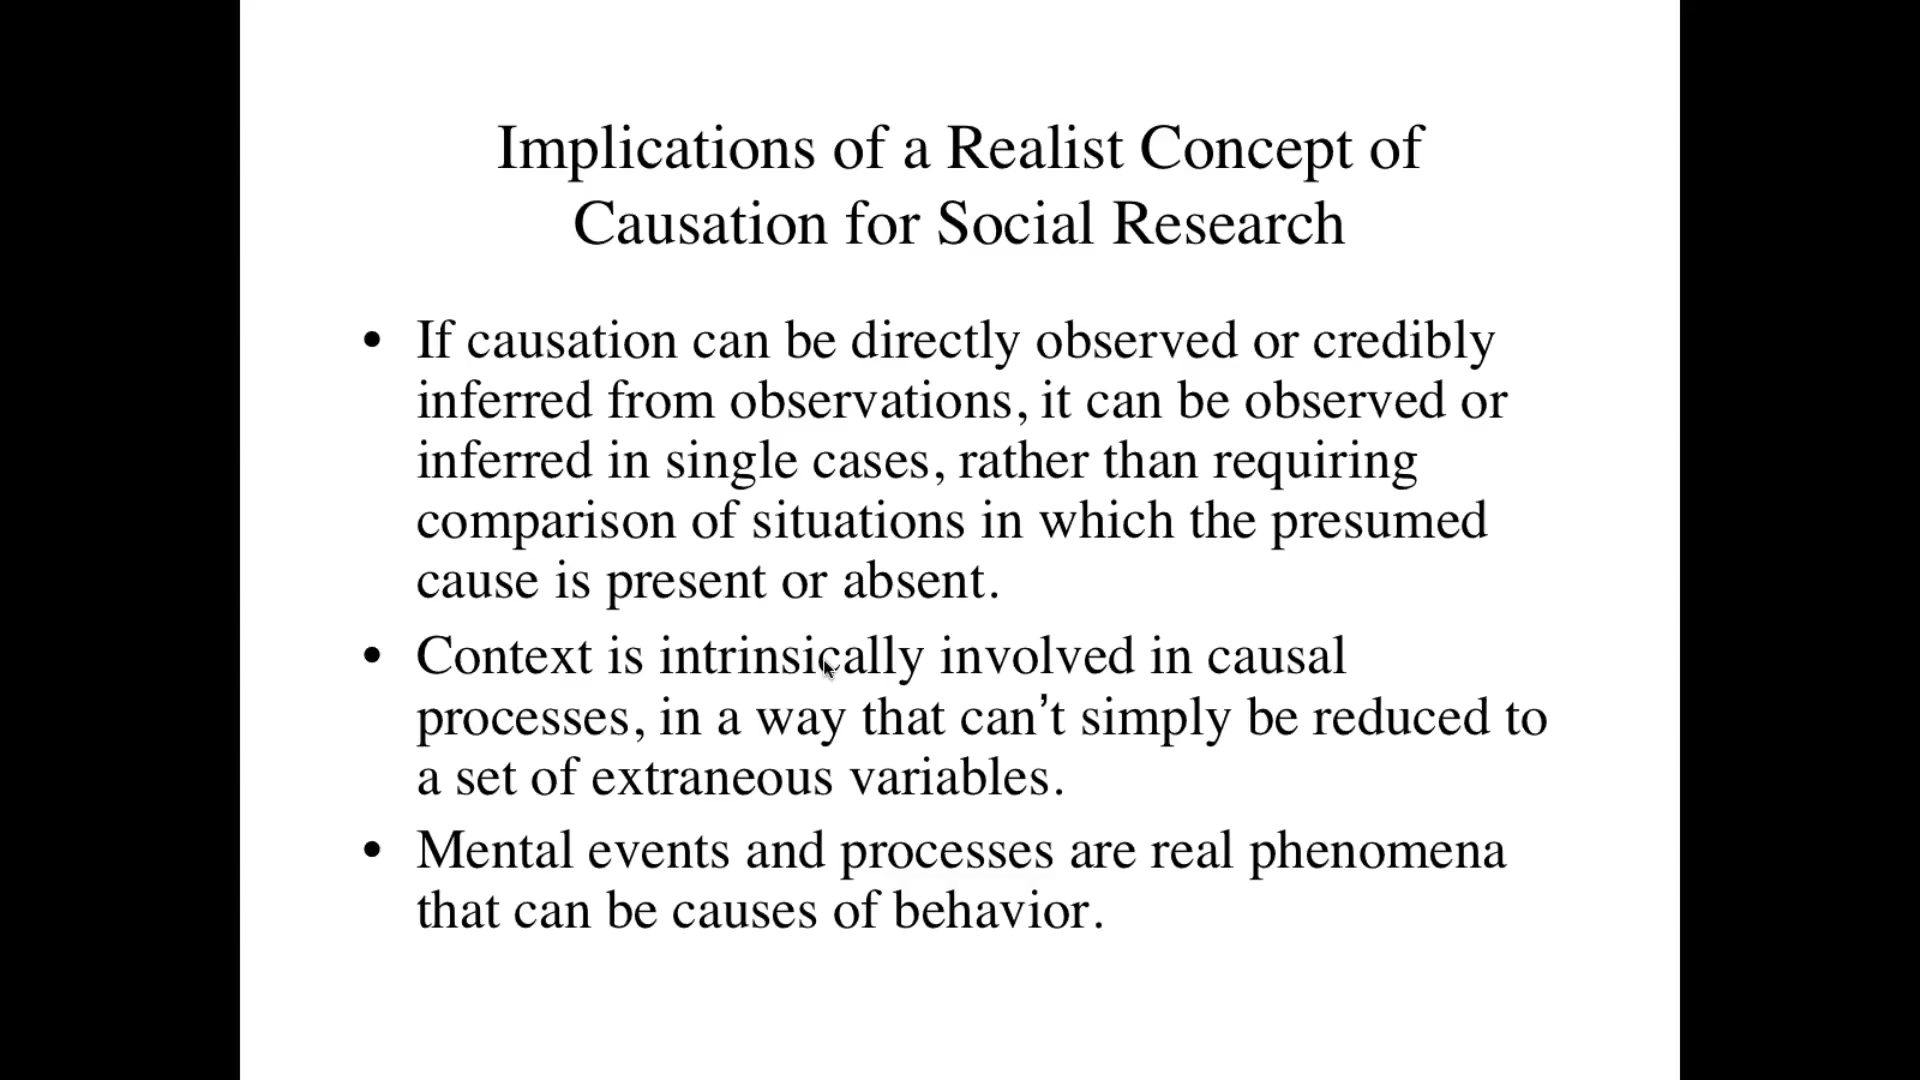 Implications of a Realist Concept of
Causation for Social Research
• If causation can be directly observed or credibly
inferred from observations, it can be observed or
inferred in single cases, rather than requiring
comparison of situations in which the presumed
cause is present or absent.
• Context is intrinsically involved in causal
processes, in a way that can’t simply be reduced to
a set of extraneous variables.
• Mental events and processes are real phenomena
that can be causes of behavior.